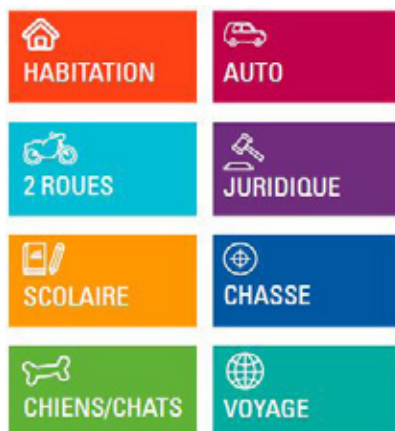 HABITATION
AUTO
2 ROUES
JURIDIQUE
SCOLAIRE
CHASSE
CHIENS/CHATS
VOYAGE